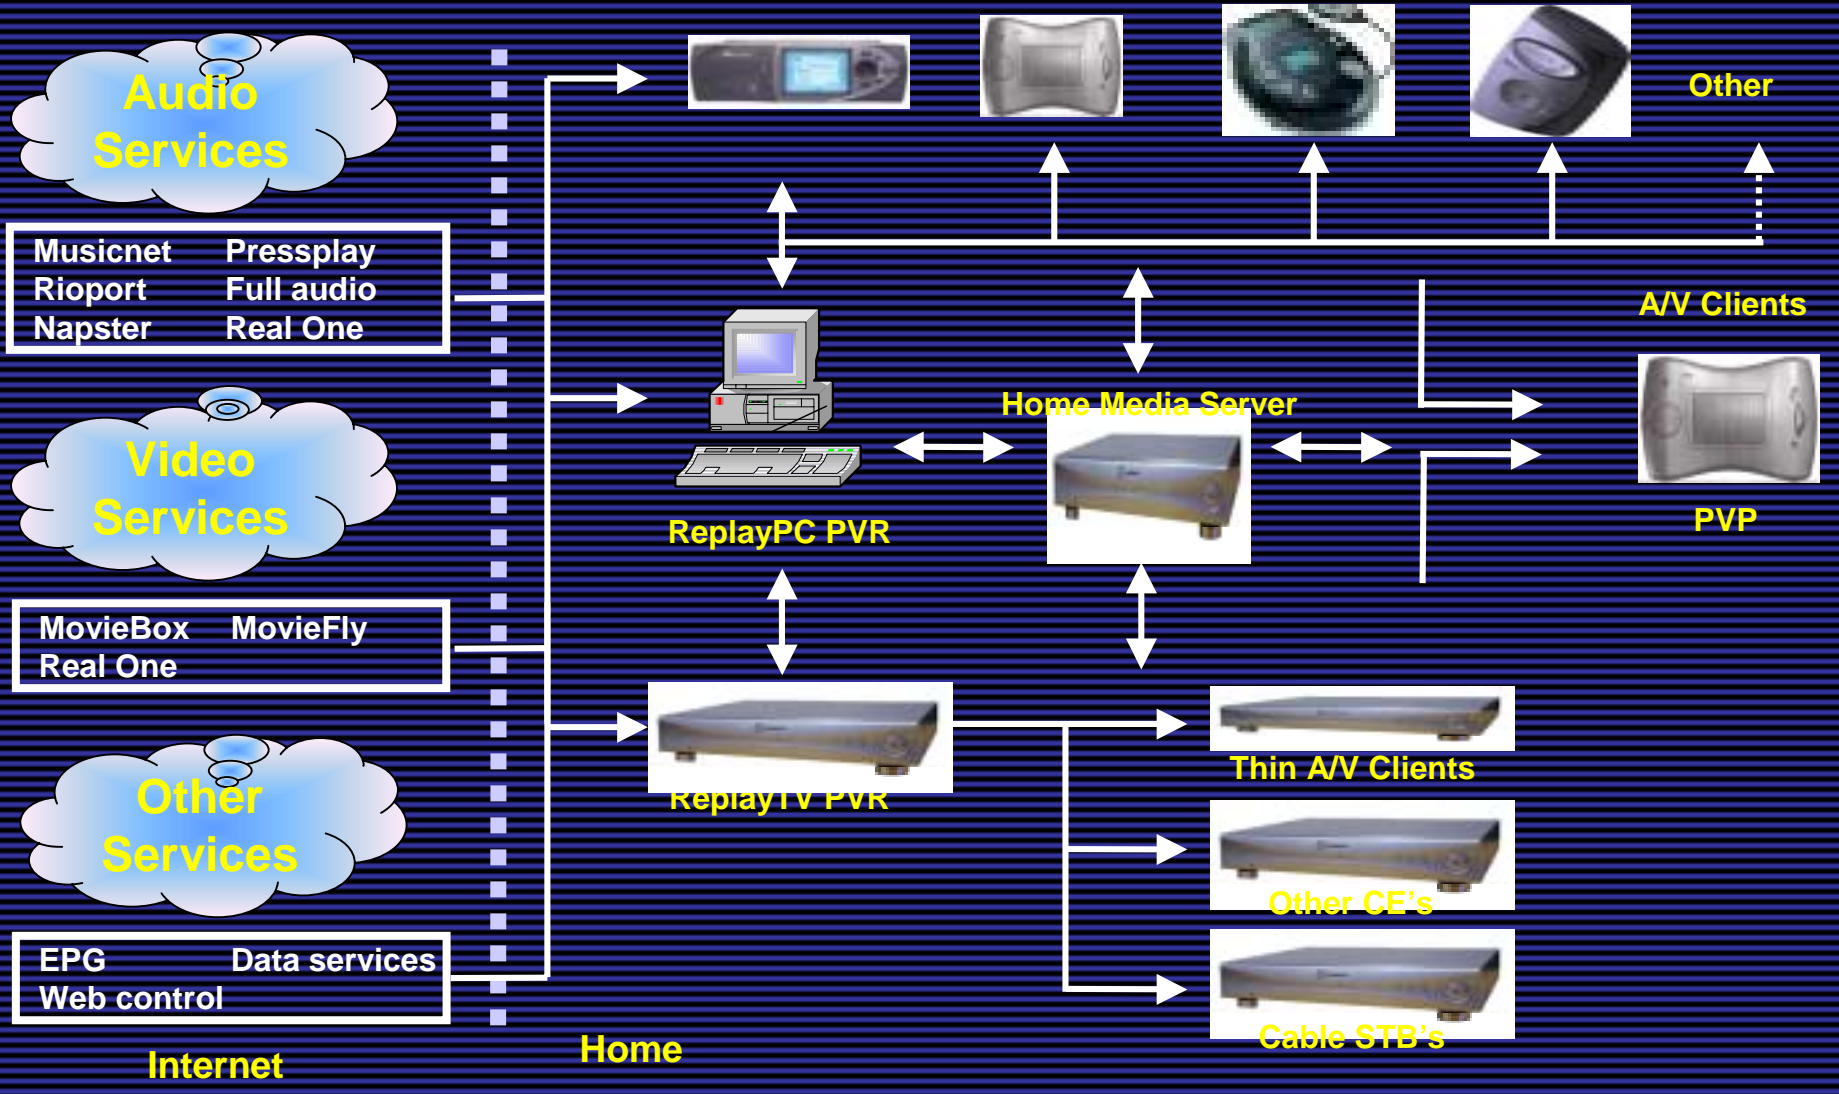 Audio
Services
Musicnet Pressplay
Rioport Full audio
Napster Real One
Video
Services
MovieBox MovieFly
Real One
Other
Services
EPG Data services
Web control
Internet
Home
Other
A/V Clients
Home Media Server
ReplayPC PVR
PVP
ReplayTV PVR
Thin A/V Clients
Other CE’s
Cable STB’s